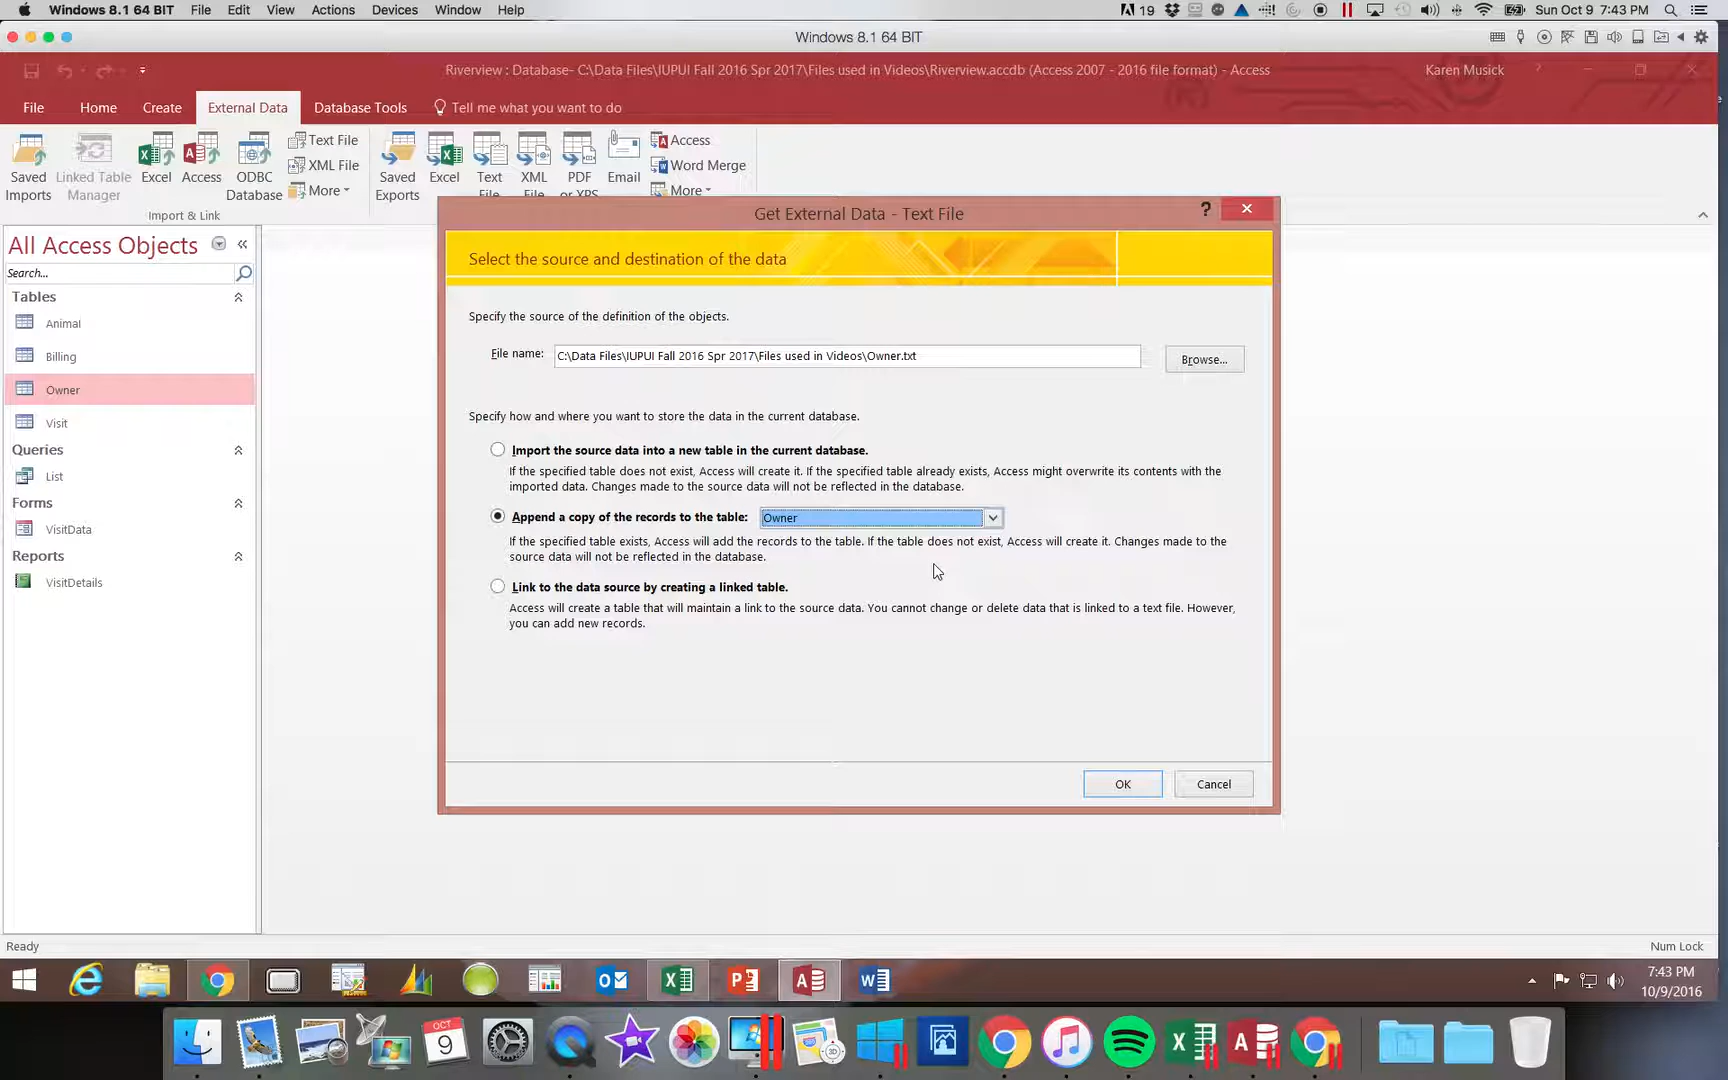 Windows 8.1 64 BIT File Edit View Actions Devices Window Help 19 Sun Oct 9 7:43 PM
Windows 8.1 64 BIT
Riverview : Database- C:\Data Files\IUPUI Fall 2016 Spr 2017\Files used in Videos\Riverview.accdb (Access 2007 - 2016 file format) - Access Karen Musick ?
File Home Create External Data Database Tools Tell me what you want to do
Saved Imports
Linked Table Manager
Excel
Access
ODBC Database
Text File
XML File
More
Import & Link
Saved Exports
Excel
Text File
XML File
PDF or XPS
Email
Access
Word Merge
More
All Access Objects
Search...
Tables
Animal
Billing
Owner
Visit
Queries
List
Forms
VisitData
Reports
VisitDetails
Get External Data - Text File ?
Select the source and destination of the data
Specify the source of the definition of the objects.
File name: C:\Data Files\IUPUI Fall 2016 Spr 2017\Files used in Videos\Owner.txt Browse...
Specify how and where you want to store the data in the current database.
Import the source data into a new table in the current database.
If the specified table does not exist, Access will create it. If the specified table already exists, Access might overwrite its contents with the
imported data. Changes made to the source data will not be reflected in the database.
Append a copy of the records to the table: Owner
If the specified table exists, Access will add the records to the table. If the table does not exist, Access will create it. Changes made to the
source data will not be reflected in the database.
Link to the data source by creating a linked table.
Access will create a table that will maintain a link to the source data. You cannot change or delete data that is linked to a text file. However,
you can add new records.
OK Cancel
Ready Num Lock
7:43 PM
10/9/2016
OCT
9
3D